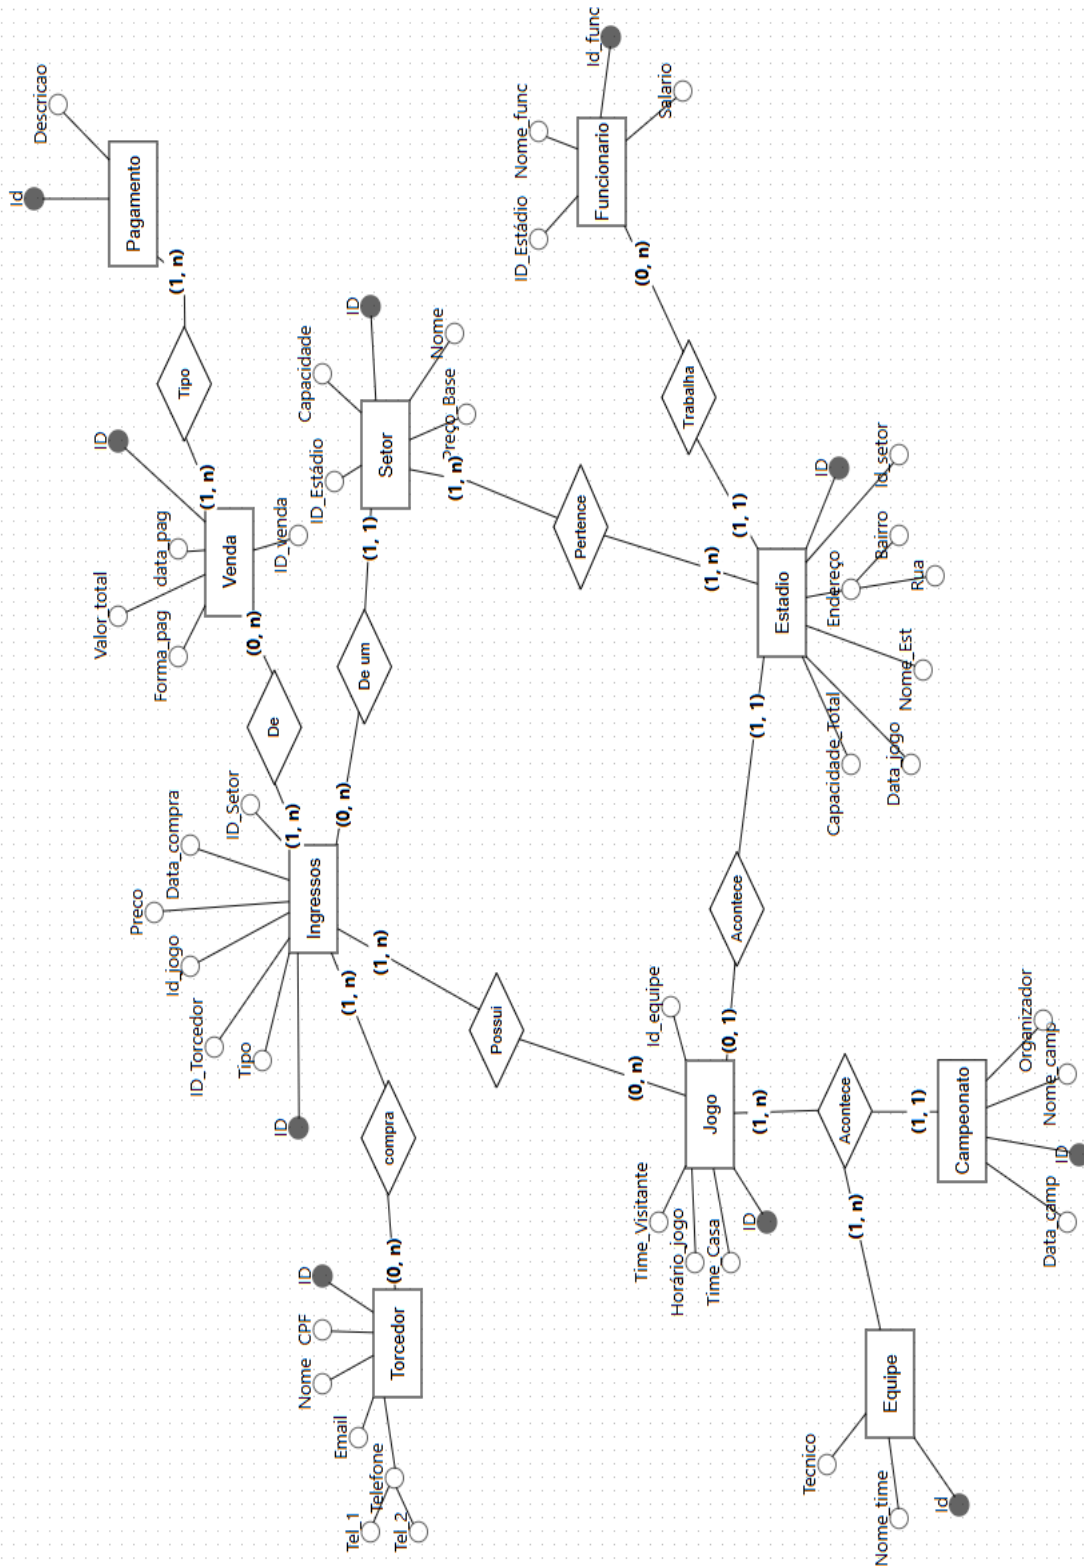 Tel_1
Tel_2
Telefone
Email
Nome
CPF
ID
Torcedor
(0, n)
compra
(1, n)
ID
Tipo
ID_Torcedor
Id_jogo
Preco
Data_compra
ID_Setor
Ingressos
(1, n)
De
(0, n)
Forma_pag
Valor_total
data_pag
ID
ID_venda
Venda
(1, n)
Tipo
(1, n)
Pagamento
Id
Descricao
(0, n)
De um
(1, 1)
ID_Estádio
Capacidade
ID
Nome
Preço_Base
Setor
(1, n)
Pertence
(1, n)
(1, n)
Possui
(0, n)
Time_Visitante
Horário_jogo
Time_Casa
ID
Id_equipe
Jogo
(0, 1)
Acontece
(1, 1)
Capacidade_Total
Data_jogo
Nome_Est
Endereço
Rua
Bairro
Id_setor
ID
Estadio
(1, 1)
Trabalha
(0, n)
ID_Estádio
Nome_func
Id_func
Salario
Funcionario
(1, n)
Acontece
(1, n)
(1, 1)
Tecnico
Nome_time
Id
Equipe
Campeonato
Data_camp
ID
Nome_camp
Organizador